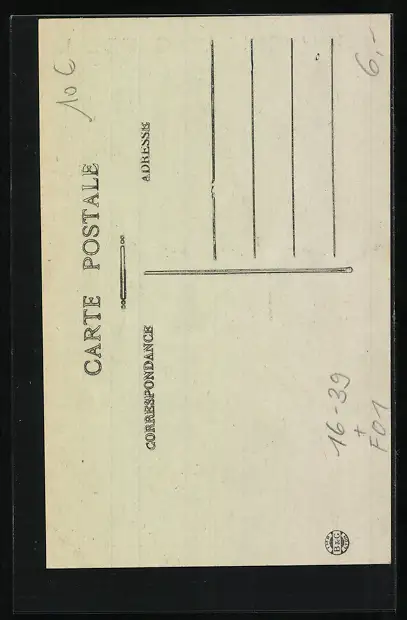 10 €
CARTE POSTALE
CORRESPONDANCE
ADRESSE
6,-
16-39
+
F01
B&G